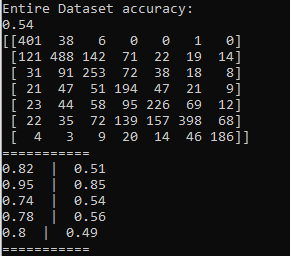 Entire Dataset accuracy:
0.54
[[401 38 6 0 0 1 0]
[121 488 142 71 22 19 14]
[ 31 91 253 72 38 18 8]
[ 21 47 51 194 47 21 9]
[ 23 44 58 95 226 69 12]
[ 22 35 72 139 157 398 68]
[ 4 3 9 20 14 46 186]]
===========
0.82 | 0.51
0.95 | 0.85
0.74 | 0.54
0.78 | 0.56
0.8 | 0.49
===========